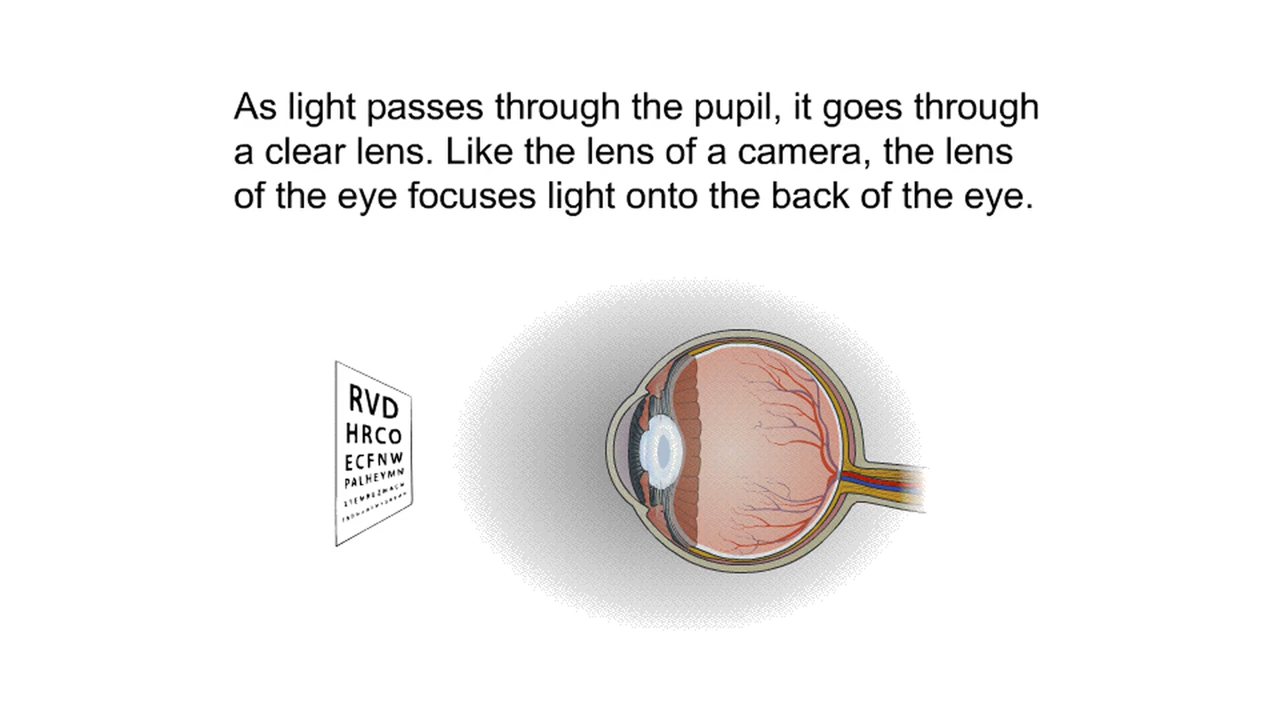 As light passes through the pupil, it goes through
a clear lens. Like the lens of a camera, the lens
of the eye focuses light onto the back of the eye.
RVD
HRCO
ECFNW
PALHEYMN